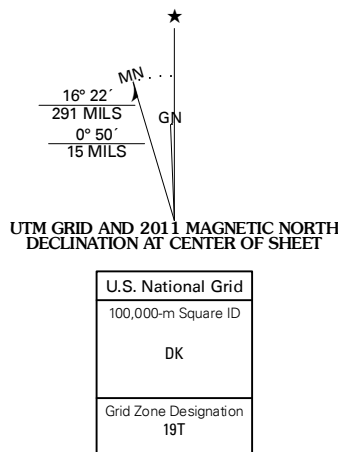 ★
MN
16° 22´
291 MILS
GN
0° 50´
15 MILS
UTM GRID AND 2011 MAGNETIC NORTH
DECLINATION AT CENTER OF SHEET
U.S. National Grid
100,000-m Square ID
DK
Grid Zone Designation
19T